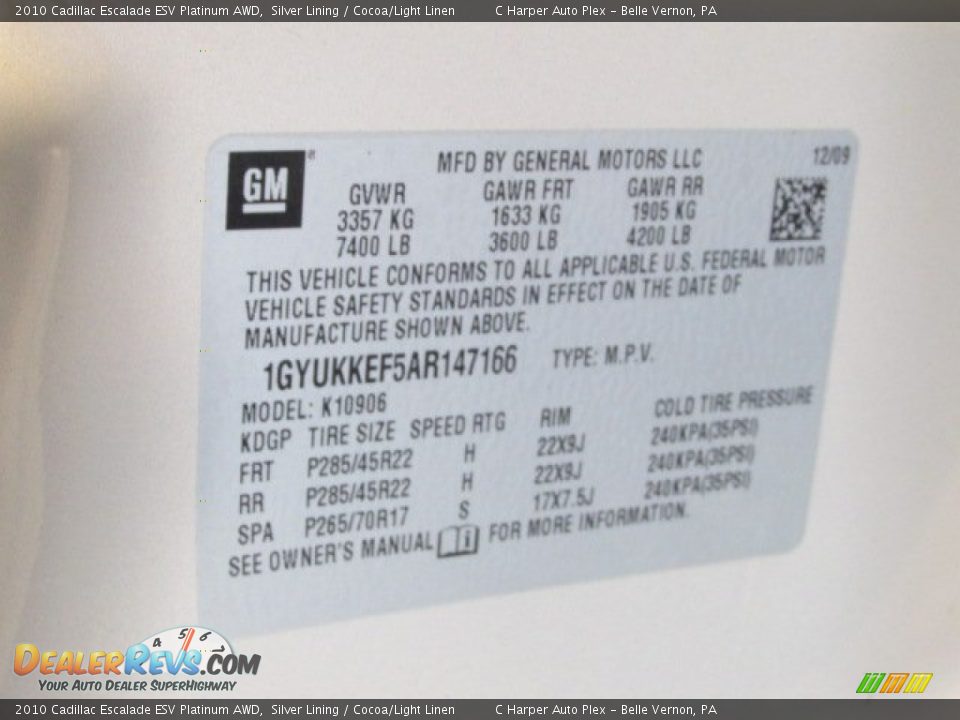 2010 Cadillac Escalade ESV Platinum AWD, Silver Lining / Cocoa/Light Linen C Harper Auto Plex - Belle Vernon, PA
GM® MFD BY GENERAL MOTORS LLC 12/09
GVWR GAWR FRT GAWR RR
3357 KG 1633 KG 1905 KG
7400 LB 3600 LB 4200 LB
THIS VEHICLE CONFORMS TO ALL APPLICABLE U.S. FEDERAL MOTOR
VEHICLE SAFETY STANDARDS IN EFFECT ON THE DATE OF
MANUFACTURE SHOWN ABOVE.
1GYUKKEF5AR147166 TYPE: M.P.V.
MODEL: K10906
KDGP TIRE SIZE SPEED RTG RIM COLD TIRE PRESSURE
FRT P285/45R22 H 22X9J 240KPA(35PSI)
RR P285/45R22 H 22X9J 240KPA(35PSI)
SPA P265/70R17 S 17X7.5J 240KPA(35PSI)
SEE OWNER'S MANUAL i FOR MORE INFORMATION.
4 5 6 7
DEALERREVS.COM
YOUR AUTO DEALER SUPERHIGHWAY
2010 Cadillac Escalade ESV Platinum AWD, Silver Lining / Cocoa/Light Linen C Harper Auto Plex - Belle Vernon, PA